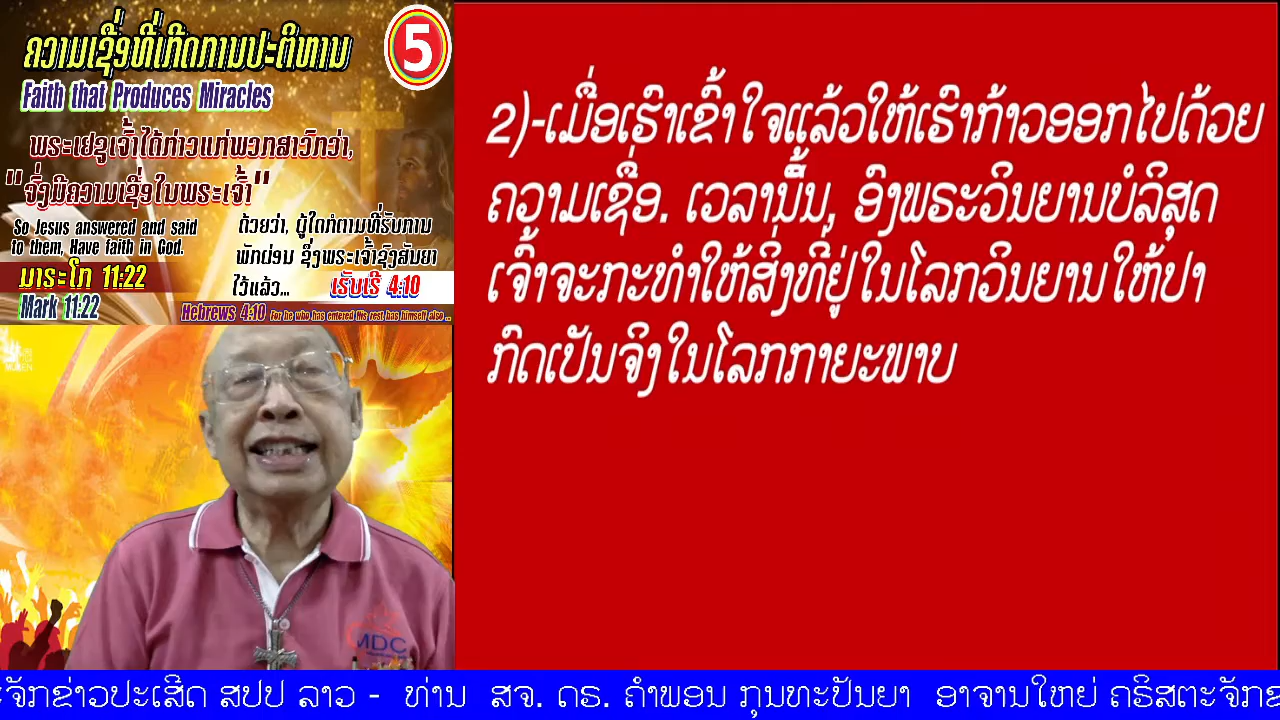 ຄວາມເຊື່ອທີ່ເກີດການປະຕິຫານ
5
Faith that Produces Miracles
ພຣະເຢຊູເຈົ້າໄດ້ກ່າວແກ່ພວກສາວົກວ່າ,
"ຈົ່ງມີຄວາມເຊື່ອໃນພຣະເຈົ້າ"
So Jesus answered and said
to them, Have faith in God.
ມາຣະໂກ 11:22
Mark 11:22
ດ້ວຍວ່າ, ຜູ້ໃດກໍຕາມທີ່ຮັບການ
ພັກຜ່ອນ ຊຶ່ງພຣະເຈົ້າຊົງສັນຍາ
ໄວ້ແລ້ວ... ເຮັບເຣີ 4:10
Hebrews 4:10 For he who has entered His rest has himself also ...
2)-ເມື່ອເຮົາເຂົ້າໃຈແລ້ວໃຫ້ເຮົາກ້າວອອກໄປດ້ວຍ
ຄວາມເຊື່ອ. ເວລານັ້ນ, ອົງພຣະວິນຍານບໍລິສຸດ
ເຈົ້າຈະກະທຳໃຫ້ສິ່ງທີ່ຢູ່ໃນໂລກວິນຍານໃຫ້ປາ
ກົດເປັນຈິງໃນໂລກກາຍະພາບ
MDC
ະຈັກຂ່າວປະເສີດ ສປປ ລາວ - ທ່ານ ສຈ. ດຣ. ຄຳພອນ ກຸນທະປັນຍາ ອາຈານໃຫຍ່ ຄຣິສຕະຈັກຂ